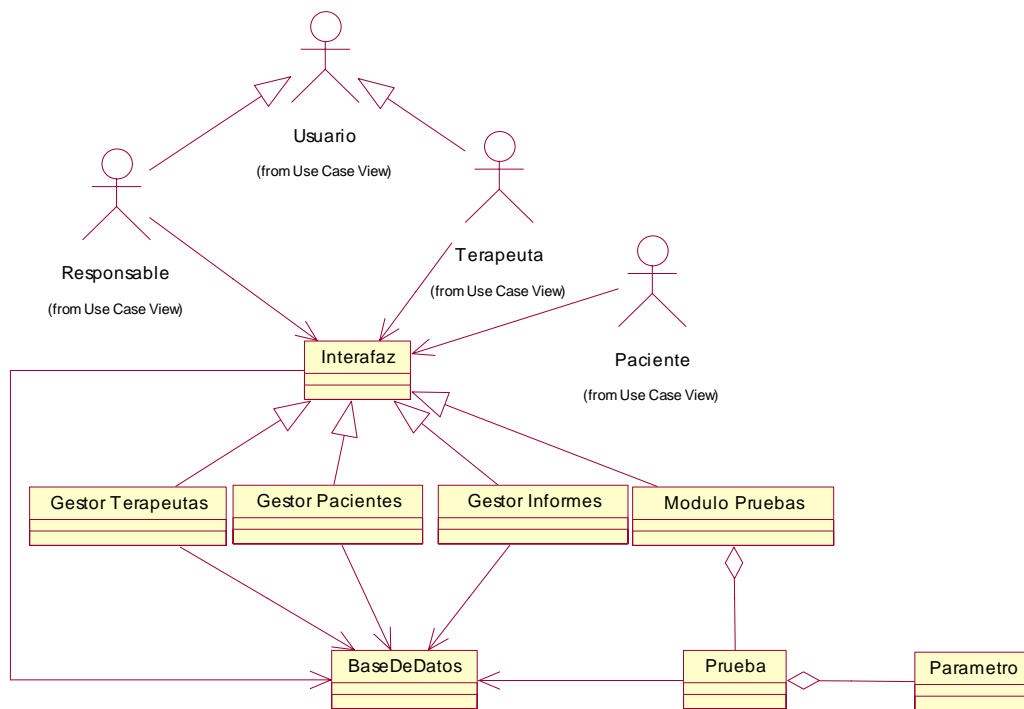 Usuario
(from Use Case View)
Responsable
(from Use Case View)
Terapeuta
(from Use Case View)
Paciente
(from Use Case View)
Interafaz
Gestor Terapeutas
Gestor Pacientes
Gestor Informes
Modulo Pruebas
BaseDeDatos
Prueba
Parametro